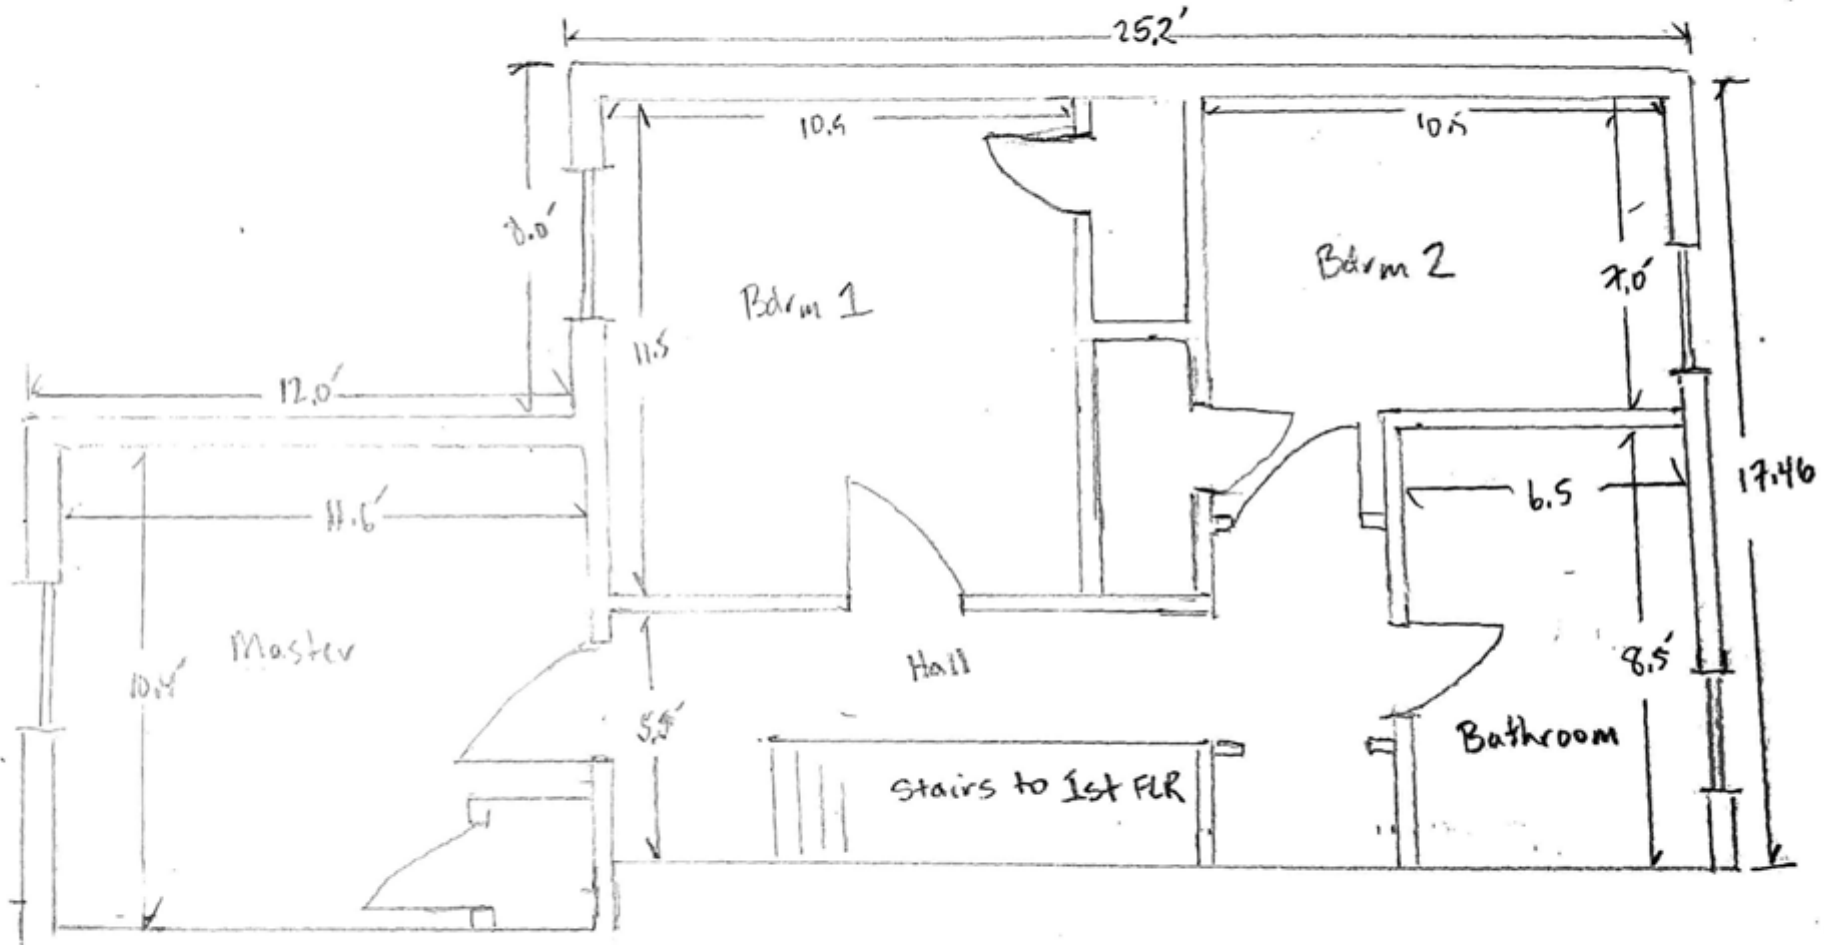 25.2'
10.5
10.5
8.0'
Bdrm 2
7.0'
Bdrm 1
11.5
12.0'
17.46
6.5
11.6'
Master
Hall
8.5'
10.4'
5.5'
Bathroom
Stairs to 1st FLR